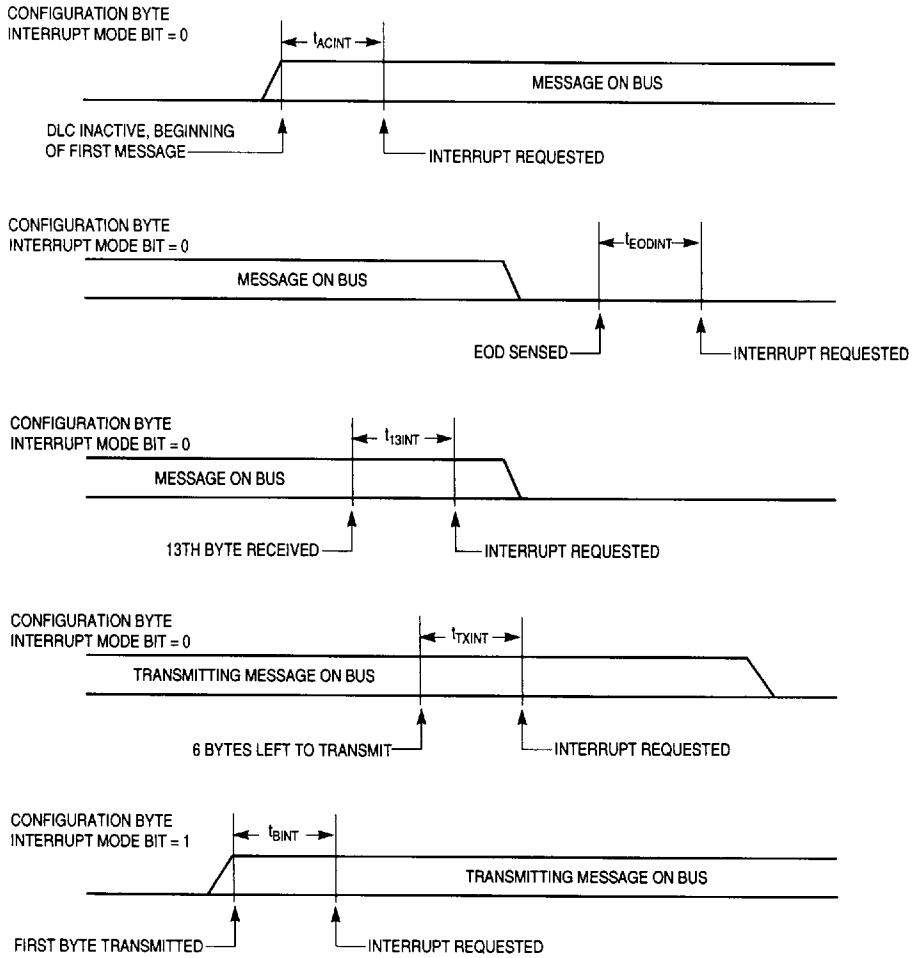 CONFIGURATION BYTE
INTERRUPT MODE BIT = 0
tACINT
MESSAGE ON BUS
DLC INACTIVE, BEGINNING
OF FIRST MESSAGE
INTERRUPT REQUESTED
CONFIGURATION BYTE
INTERRUPT MODE BIT = 0
tEODINT
MESSAGE ON BUS
EOD SENSED
INTERRUPT REQUESTED
CONFIGURATION BYTE
INTERRUPT MODE BIT = 0
t13INT
MESSAGE ON BUS
13TH BYTE RECEIVED
INTERRUPT REQUESTED
CONFIGURATION BYTE
INTERRUPT MODE BIT = 0
tTXINT
TRANSMITTING MESSAGE ON BUS
6 BYTES LEFT TO TRANSMIT
INTERRUPT REQUESTED
CONFIGURATION BYTE
INTERRUPT MODE BIT = 1
tBINT
TRANSMITTING MESSAGE ON BUS
FIRST BYTE TRANSMITTED
INTERRUPT REQUESTED